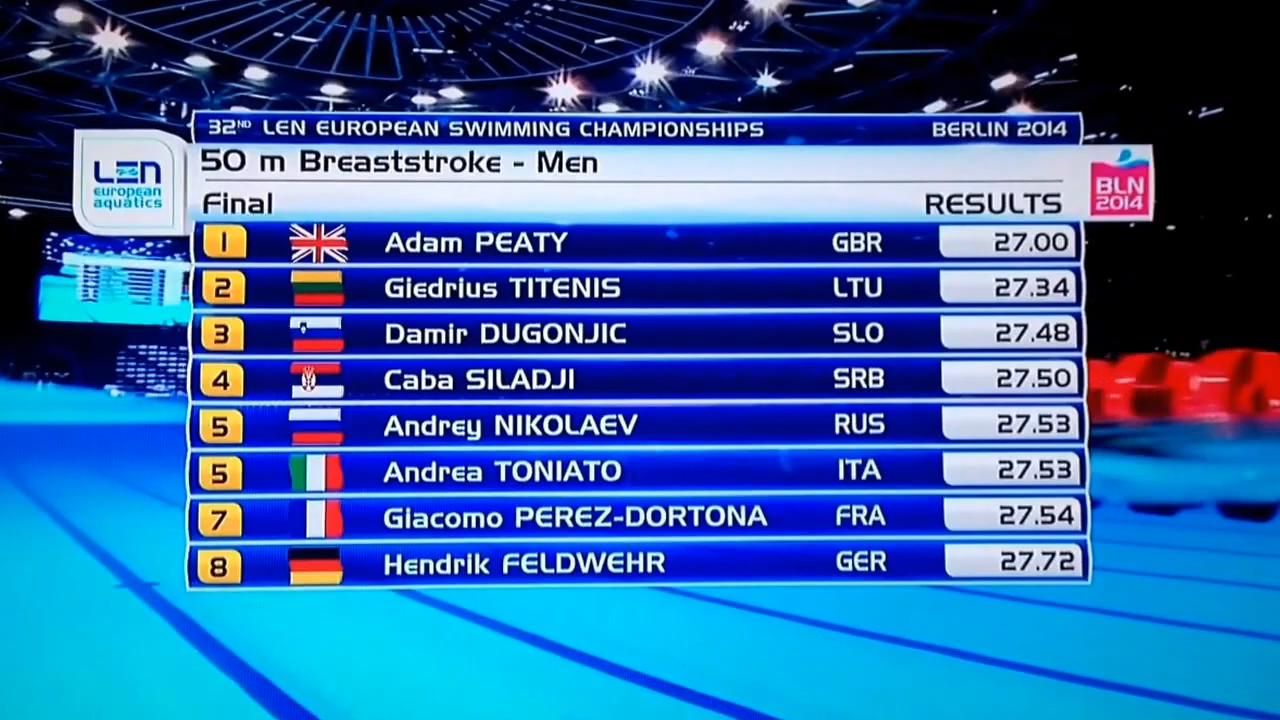 32ND LEN EUROPEAN SWIMMING CHAMPIONSHIPS BERLIN 2014
LEN
european
aquatics
50 m Breaststroke - Men
BLN
2014
Final RESULTS
1 Adam PEATY GBR 27.00
2 Giedrius TITENIS LTU 27.34
3 Damir DUGONJIC SLO 27.48
4 Caba SILADJI SRB 27.50
5 Andrey NIKOLAEV RUS 27.53
5 Andrea TONIATO ITA 27.53
7 Giacomo PEREZ-DORTONA FRA 27.54
8 Hendrik FELDWEHR GER 27.72